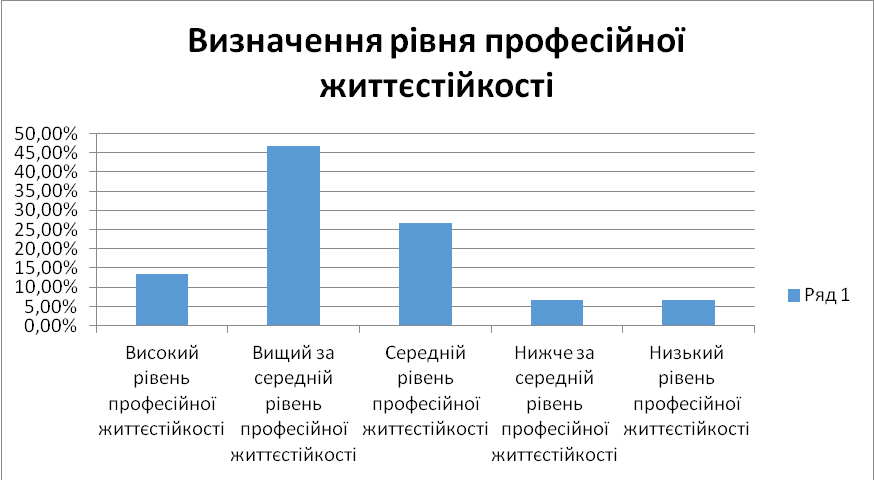 Визначення рівня професійної
життєстійкості
50,00%
45,00%
40,00%
35,00%
30,00%
25,00%
20,00%
15,00%
10,00%
5,00%
0,00%
Високий
рівень
професійної
життєстійкості
Вищий за
середній
рівень
професійної
життєстійкості
Середній
рівень
професійної
життєстійкості
Нижче за
середній
рівень
професійної
життєстійкості
Низький
рівень
професійної
життєстійкості
Ряд 1